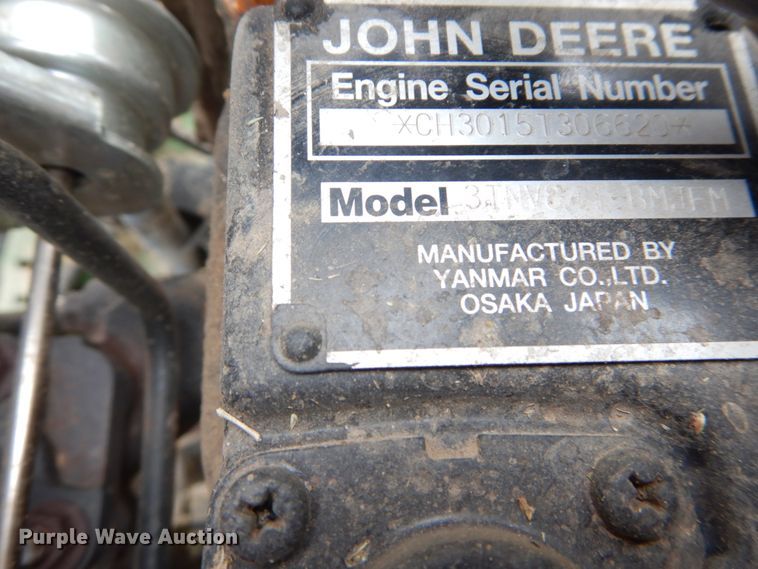 JOHN DEERE
Engine Serial Number
*CH3015T306620*
Model
MANUFACTURED BY
YANMAR CO.,LTD.
OSAKA JAPAN
Purple Wave Auction